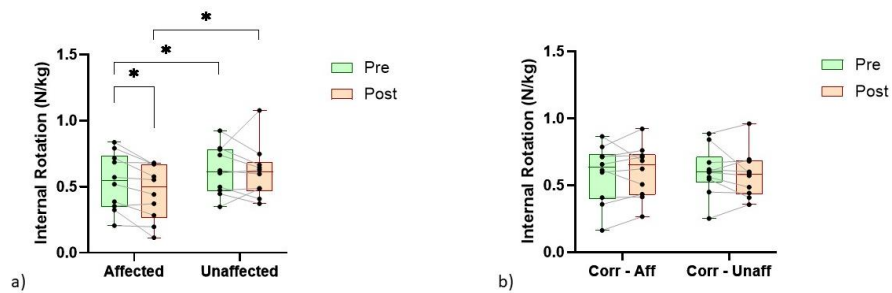 *
*
*
1.5
1.0
0.5
0.0
Internal Rotation (N/kg)
Affected
Unaffected
Pre
Post
a)
1.5
1.0
0.5
0.0
Internal Rotation (N/kg)
Corr - Aff
Corr - Unaff
Pre
Post
b)